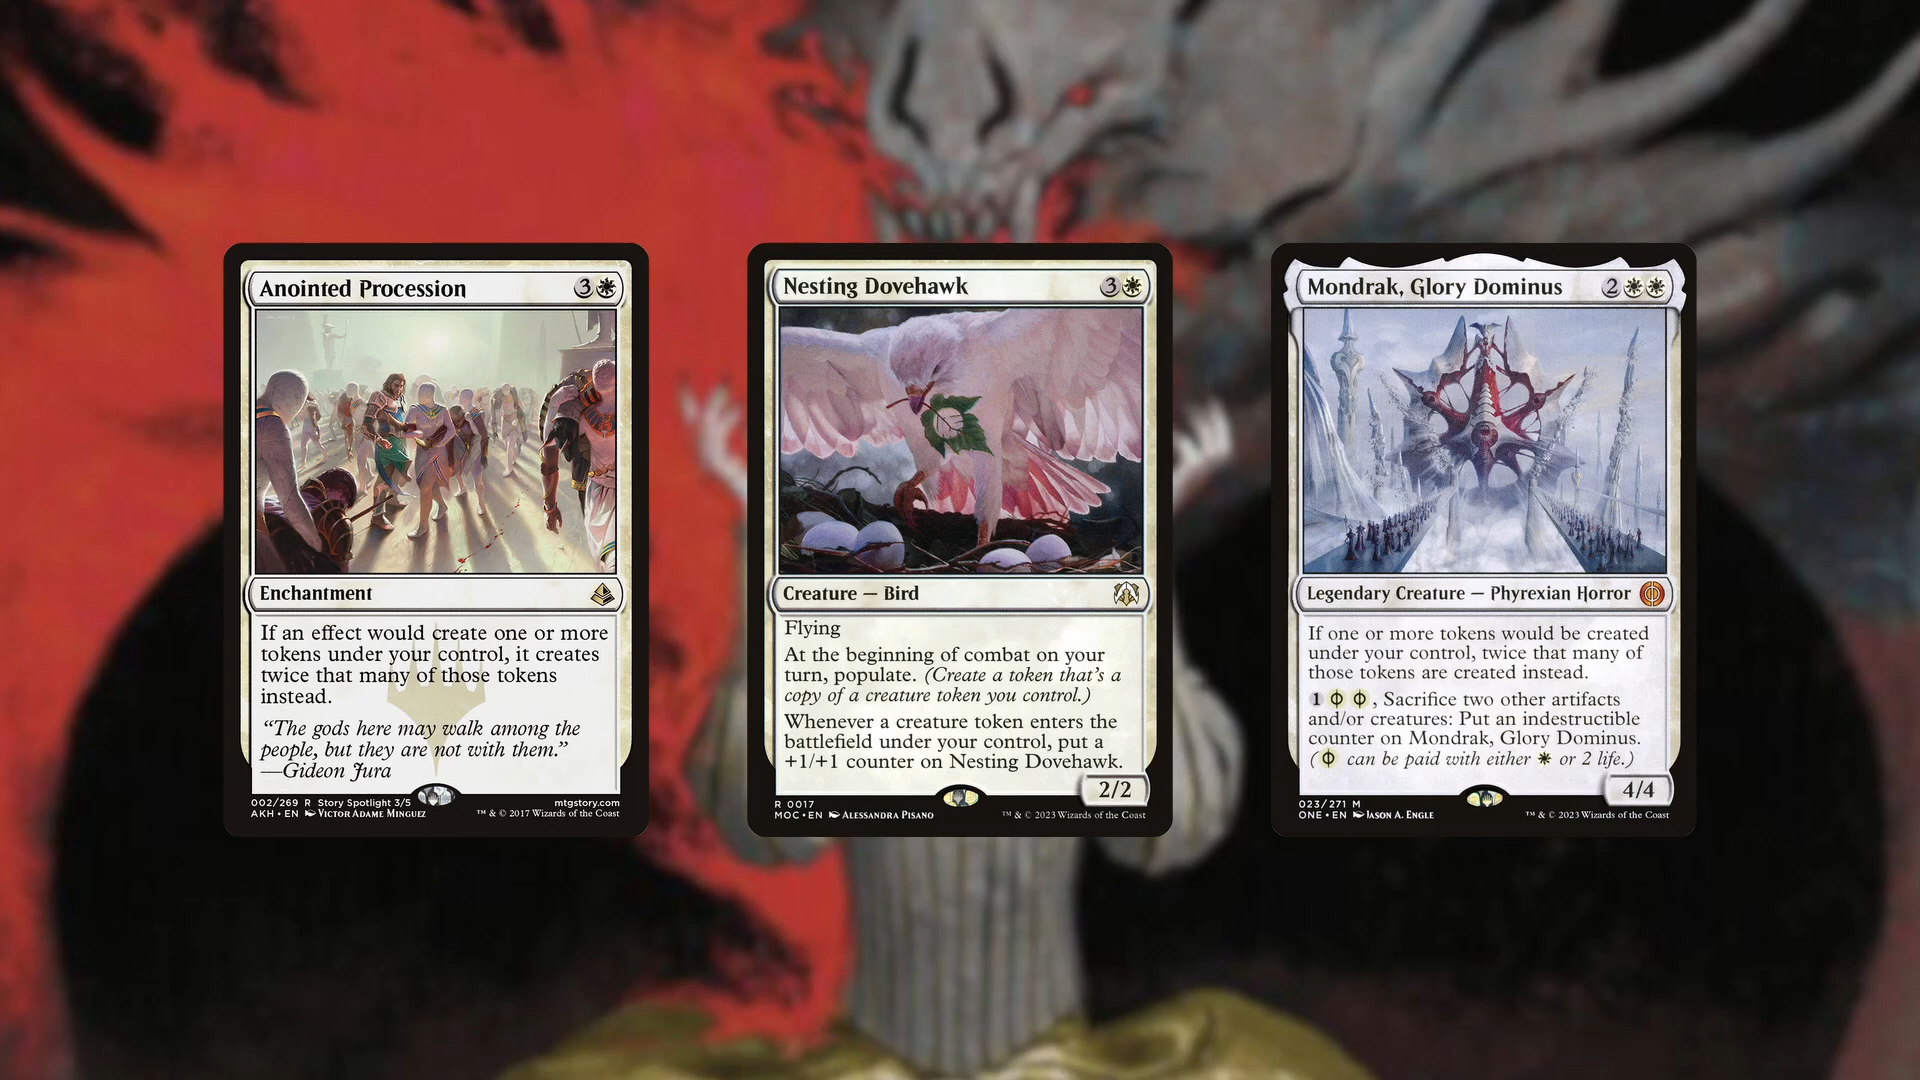 Anointed Procession 3
Enchantment
If an effect would create one or more
tokens under your control, it creates
twice that many of those tokens
instead.
“The gods here may walk among the
people, but they are not with them.”
—Gideon Jura
002/269 R Story Spotlight 3/5 mtgstory.com
AKH • EN Victor Adame Minguez ™ & © 2017 Wizards of the Coast
Nesting Dovehawk 3
Creature — Bird
Flying
At the beginning of combat on your
turn, populate. (Create a token that's a
copy of a creature token you control.)
Whenever a creature token enters the
battlefield under your control, put a
+1/+1 counter on Nesting Dovehawk.
2/2
R 0017
MOC • EN Alessandra Pisano ™ & © 2023 Wizards of the Coast
Mondrak, Glory Dominus 2
Legendary Creature — Phyrexian Horror
If one or more tokens would be created
under your control, twice that many of
those tokens are created instead.
1 , Sacrifice two other artifacts
and/or creatures: Put an indestructible
counter on Mondrak, Glory Dominus.
( can be paid with either or 2 life.)
4/4
023/271 M
ONE • EN Jason A. Engle ™ & © 2023 Wizards of the Coast